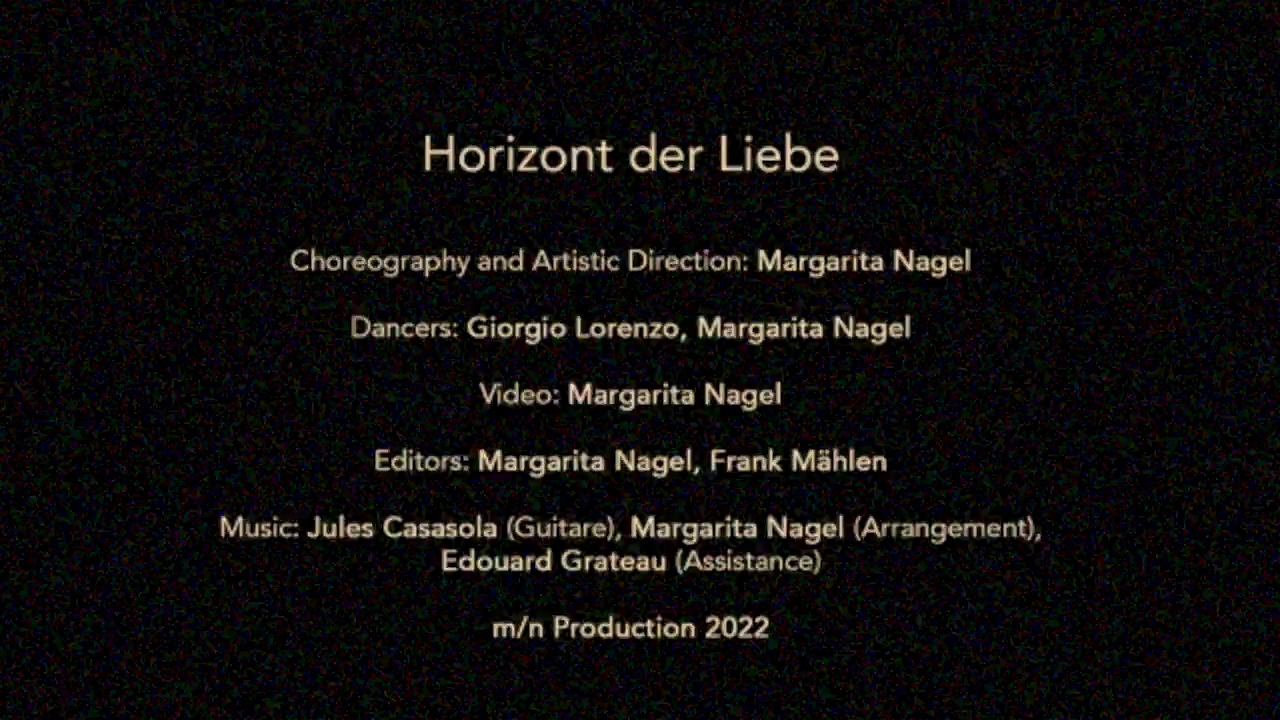 Horizont der Liebe
Choreography and Artistic Direction: Margarita Nagel
Dancers: Giorgio Lorenzo, Margarita Nagel
Video: Margarita Nagel
Editors: Margarita Nagel, Frank Mählen
Music: Jules Casasola (Guitare), Margarita Nagel (Arrangement),
Edouard Grateau (Assistance)
m/n Production 2022